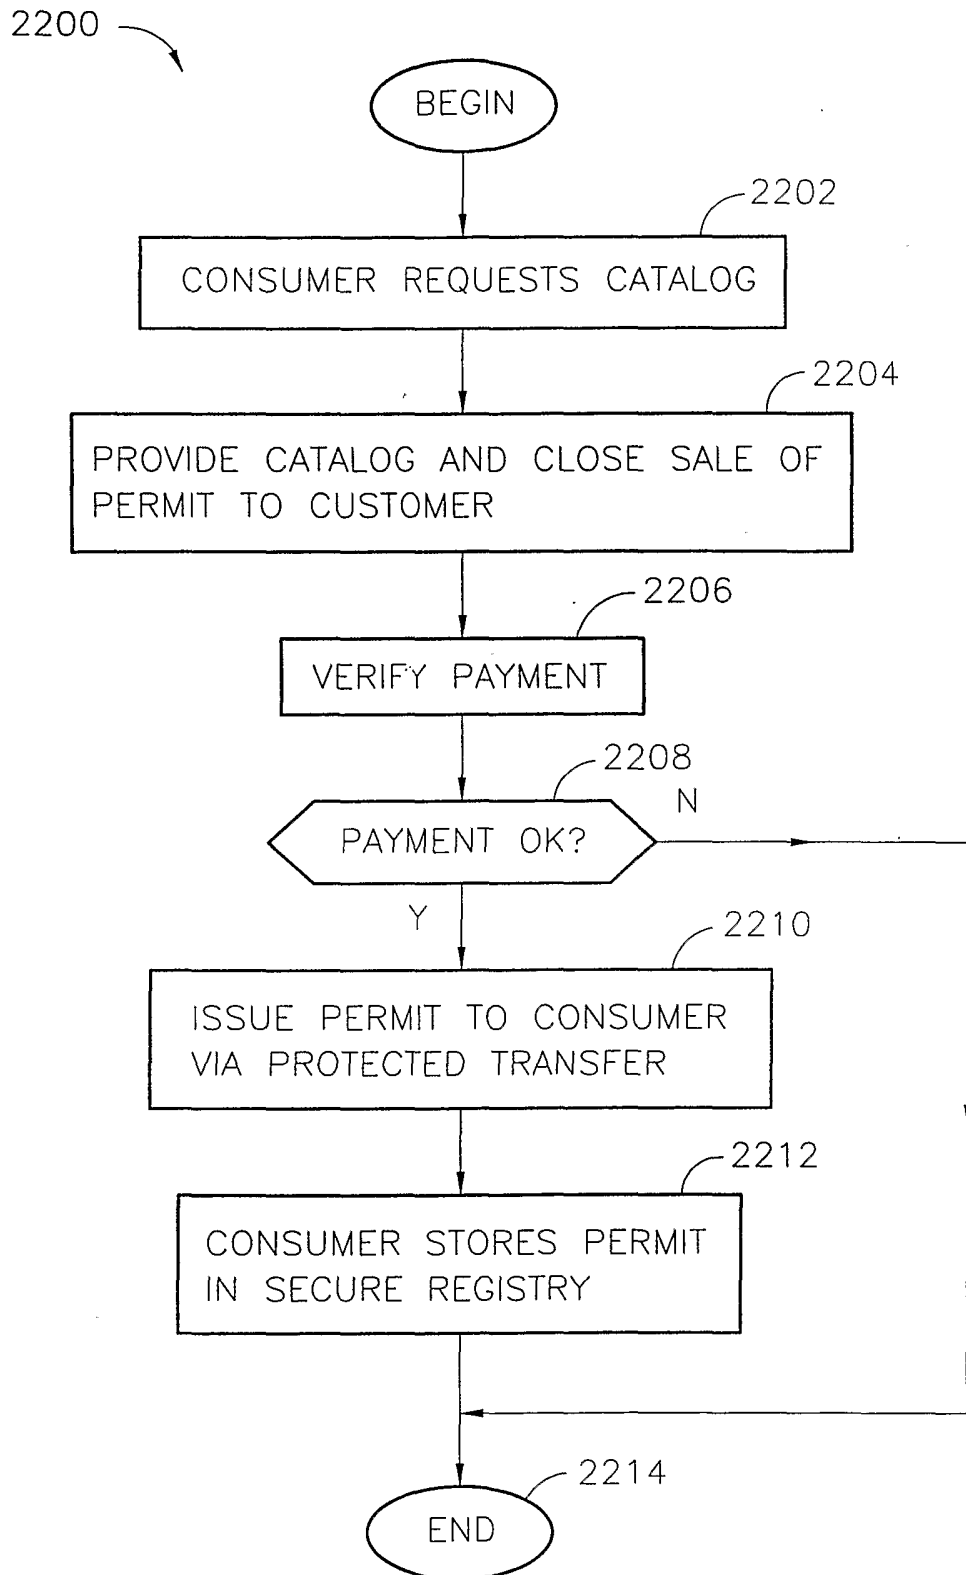 2200
BEGIN
2202
CONSUMER REQUESTS CATALOG
2204
PROVIDE CATALOG AND CLOSE SALE OF
PERMIT TO CUSTOMER
2206
VERIFY PAYMENT
2208
N
PAYMENT OK?
Y
2210
ISSUE PERMIT TO CONSUMER
VIA PROTECTED TRANSFER
2212
CONSUMER STORES PERMIT
IN SECURE REGISTRY
2214
END